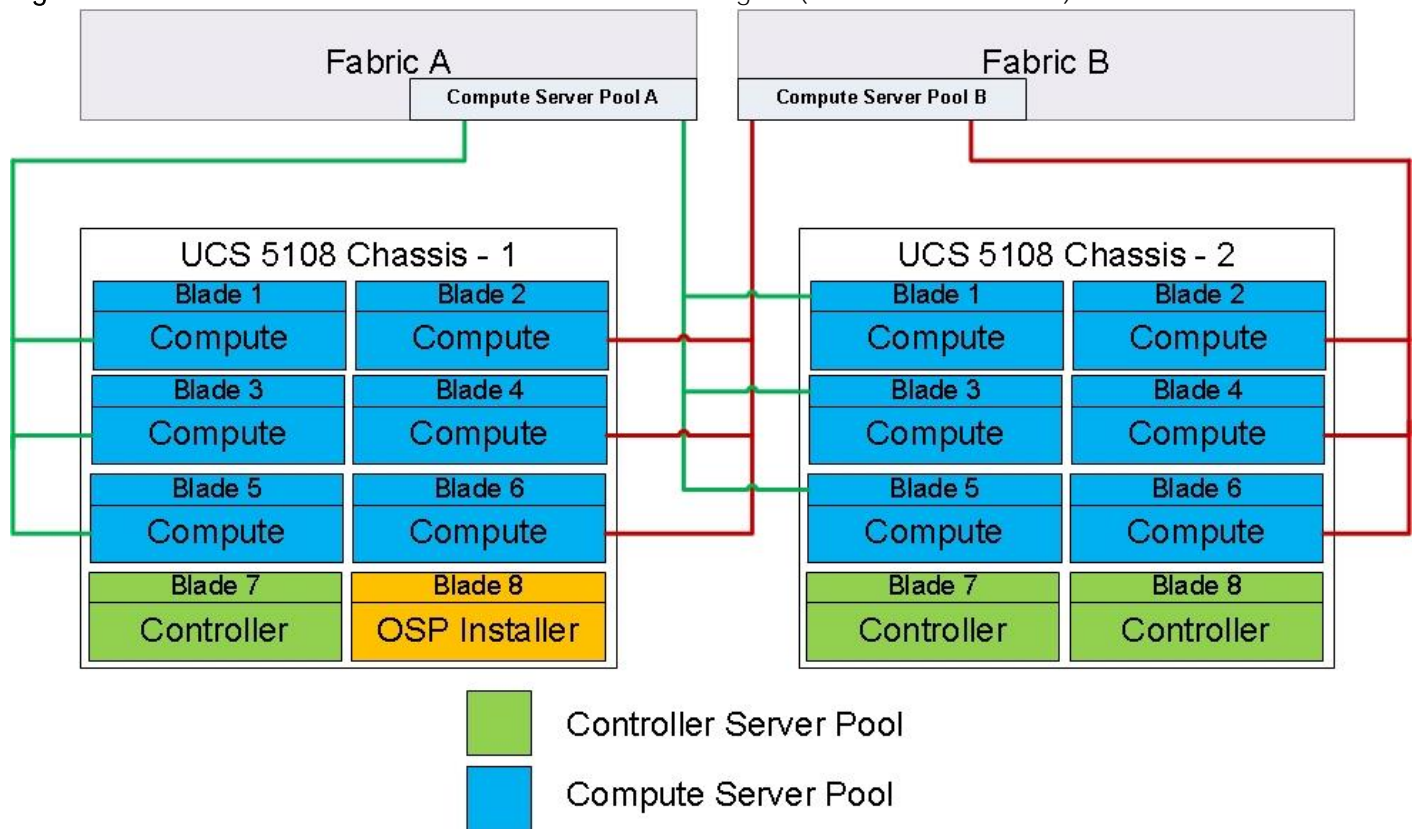 Fabric A
Fabric B
Compute Server Pool A
Compute Server Pool B
UCS 5108 Chassis - 1
UCS 5108 Chassis - 2
Blade 1
Blade 2
Blade 1
Blade 2
Compute
Compute
Compute
Compute
Blade 3
Blade 4
Blade 3
Blade 4
Compute
Compute
Compute
Compute
Blade 5
Blade 6
Blade 5
Blade 6
Compute
Compute
Compute
Compute
Blade 7
Blade 8
Blade 7
Blade 8
Controller
OSP Installer
Controller
Controller
Controller Server Pool
Compute Server Pool